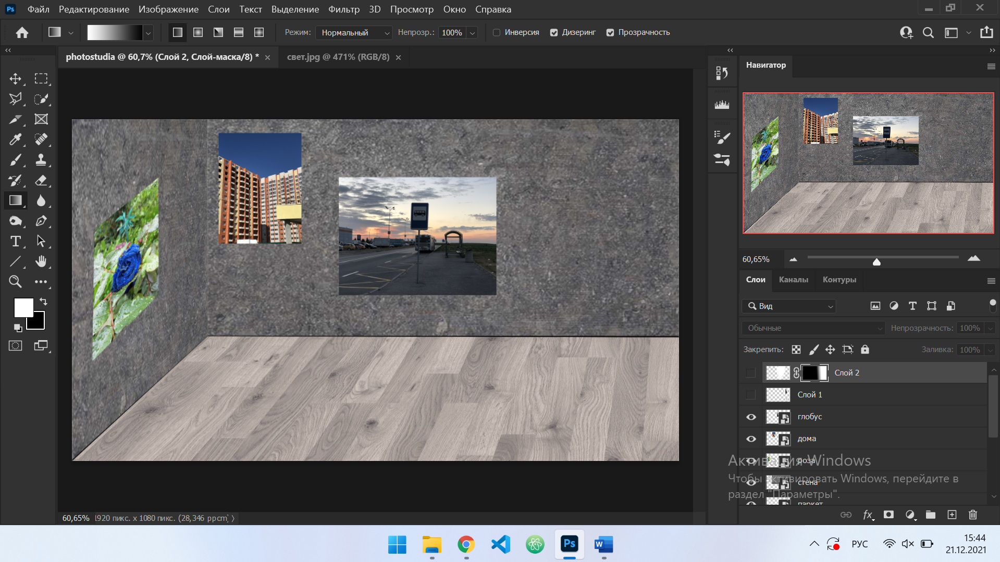 Ps Файл Редактирование Изображение Слои Текст Выделение Фильтр 3D Просмотр Окно Справка
Режим: Нормальный Непрозр.: 100% Инверсия Дизеринг Прозрачность
photostudia @ 60,7% (Слой 2, Слой-маска/8) * свет.jpg @ 471% (RGB/8)
Навигатор
60,65%
Слои Каналы Контуры
Вид
Обычные Непрозрачность: 100%
Закрепить: Заливка: 100%
Слой 2
Слой 1
глобус
дома
роза
стена
паркет
Активация Windows
Чтобы активировать Windows, перейдите в
раздел "Параметры".
fx
60,65% 1920 пикс. x 1080 пикс. (28,346 ppcm)
Ps W РУС 15:44
21.12.2021